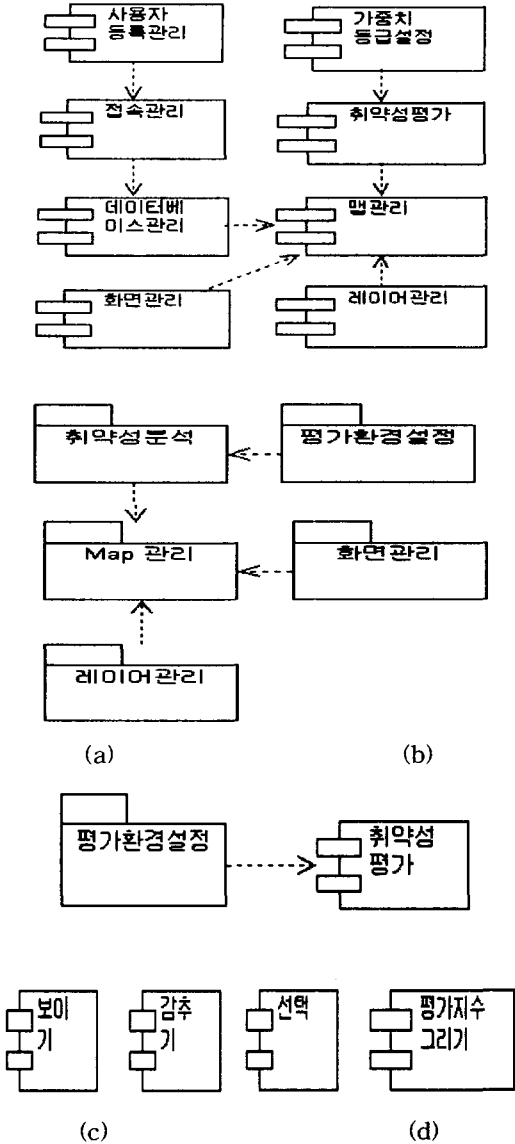 사용자
등록관리
가중치
등급설정
접속관리
취약성평가
데이터베
이스관리
맵관리
화면관리
레이어관리
취약성분석
평가환경설정
Map 관리
화면관리
레이어관리
(a)
(b)
평가환경설정
취약성
평가
보이
기
감추
기
선택
평가지수
그리기
(c)
(d)